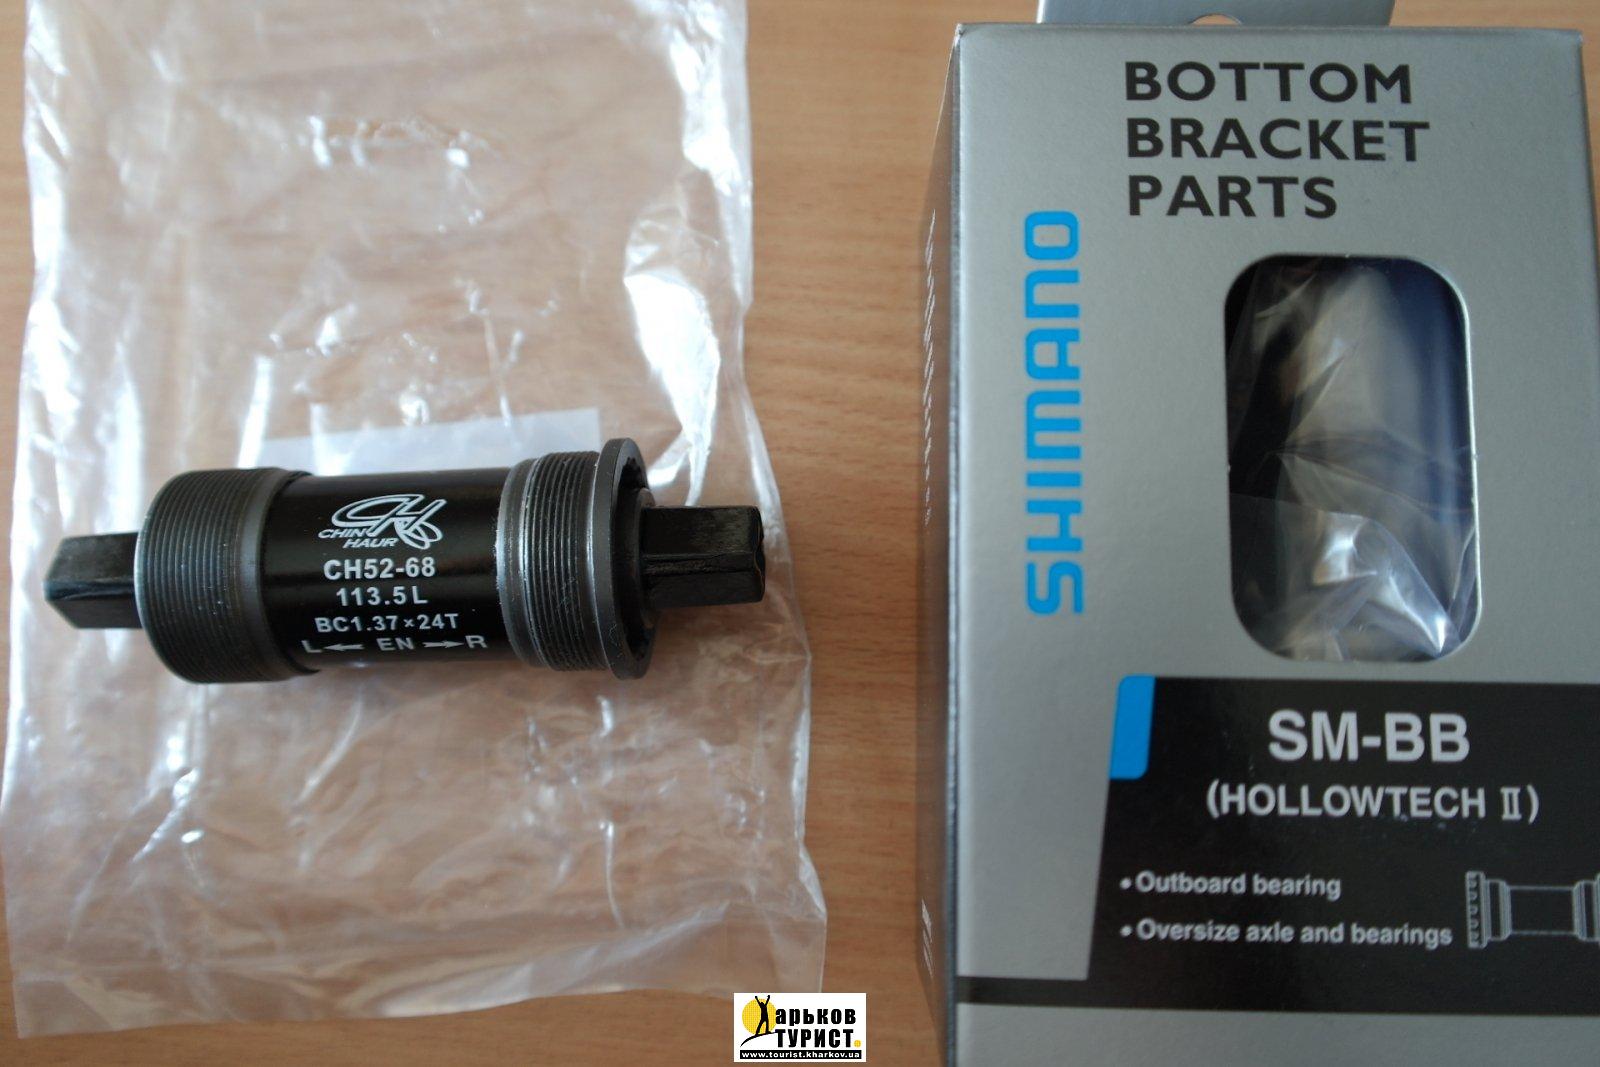 CHIN
HAUR
CH52-68
113.5L
BC1.37×24T
L EN R
BOTTOM
BRACKET
PARTS
SHIMANO
SM-BB
(HOLLOWTECH II)
• Outboard bearing
• Oversize axle and bearings
Харьков
ТУРИСТ.
www.tourist.kharkov.ua